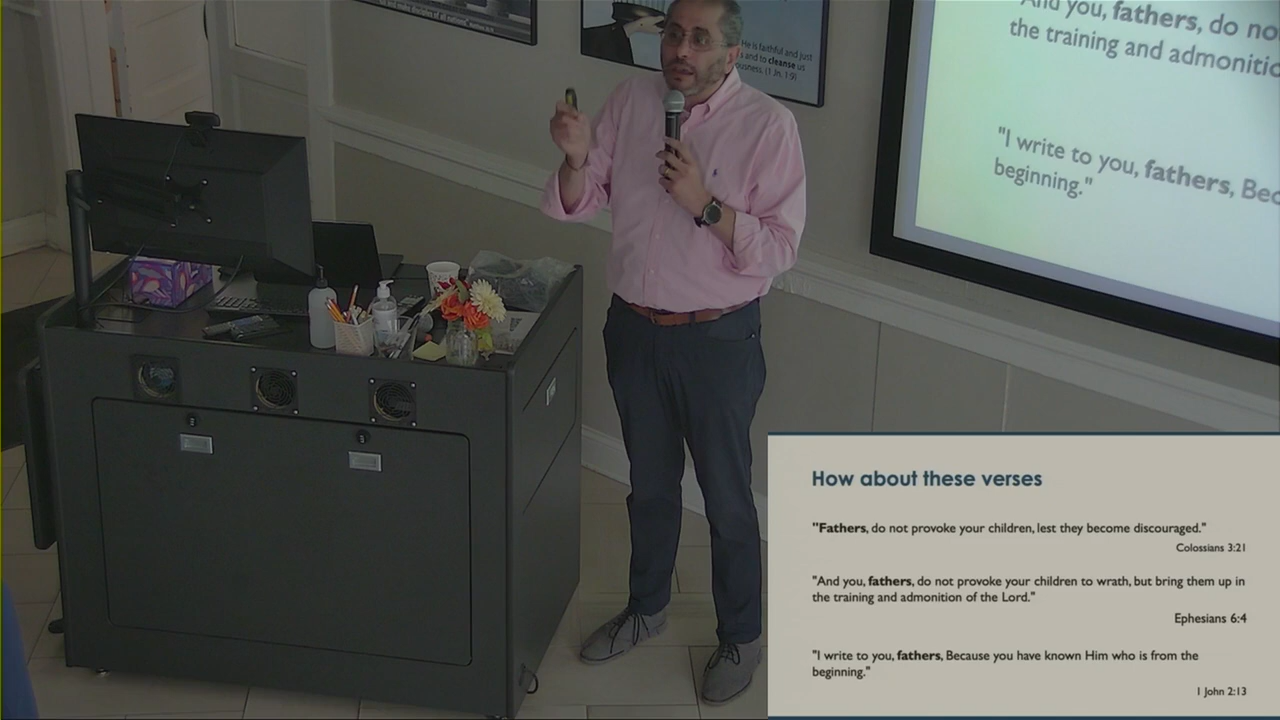 He is faithful and just
and to cleanse us
ousness. (1 Jn. 1:9)
And you, fathers, do no
the training and admonitio
"I write to you, fathers, Bec
beginning."
How about these verses
"Fathers, do not provoke your children, lest they become discouraged."
Colossians 3:21
"And you, fathers, do not provoke your children to wrath, but bring them up in
the training and admonition of the Lord."
Ephesians 6:4
"I write to you, fathers, Because you have known Him who is from the
beginning."
1 John 2:13